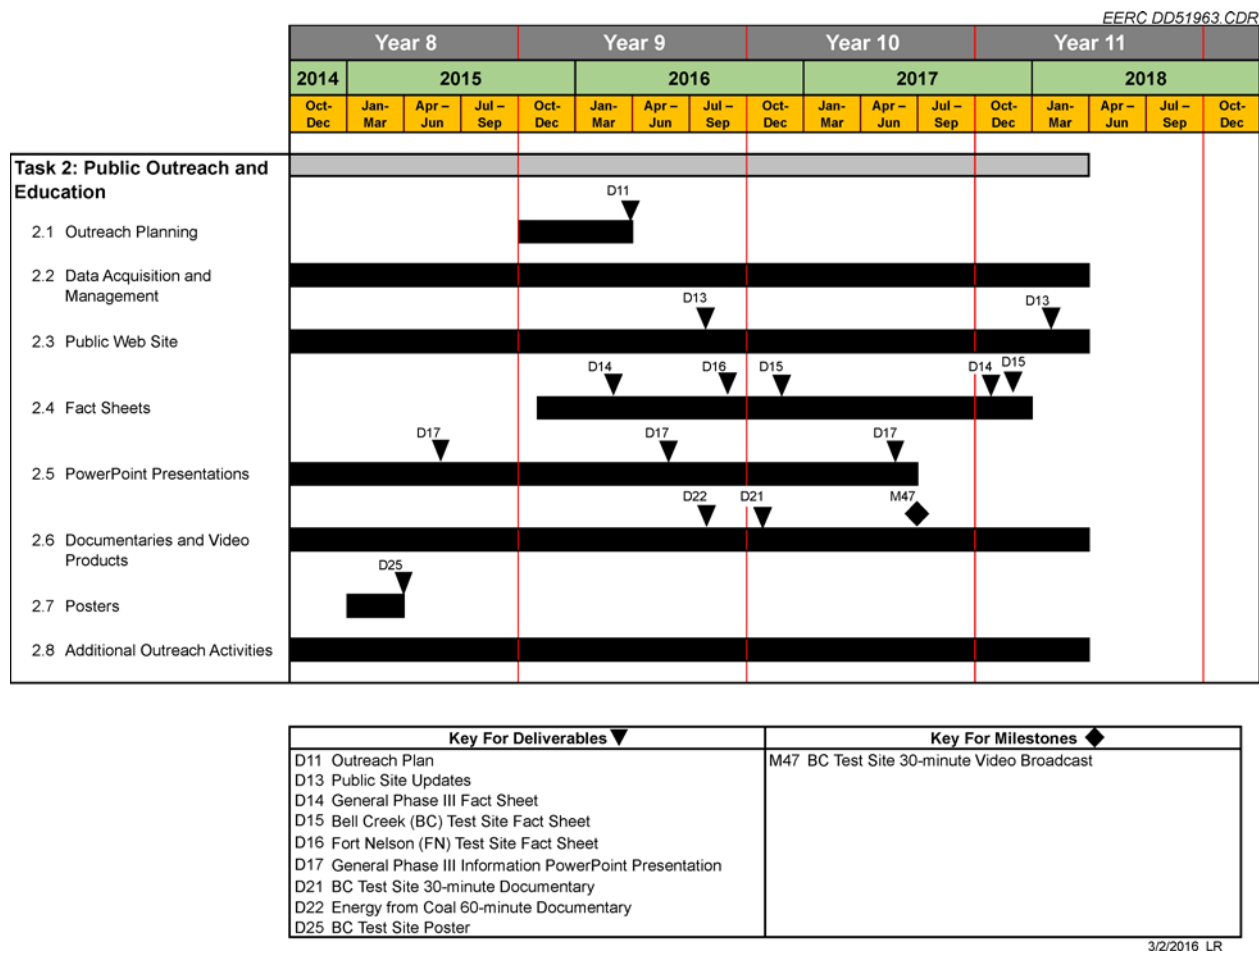 EERC DD51963.CDR
Year 8 Year 9 Year 10 Year 11
2014 2015 2016 2017 2018
Oct- Jan- Apr – Jul – Oct- Jan- Apr – Jul – Oct- Jan- Apr – Jul – Oct- Jan- Apr – Jul – Oct-
Dec Mar Jun Sep Dec Mar Jun Sep Dec Mar Jun Sep Dec Mar Jun Sep Dec
Task 2: Public Outreach and
Education
D11
2.1 Outreach Planning
2.2 Data Acquisition and
Management
D13 D13
2.3 Public Web Site
D14 D16 D15 D14 D15
2.4 Fact Sheets
D17 D17 D17
2.5 PowerPoint Presentations
D22 D21 M47
2.6 Documentaries and Video
Products
D25
2.7 Posters
2.8 Additional Outreach Activities
Key For Deliverables Key For Milestones
D11 Outreach Plan M47 BC Test Site 30-minute Video Broadcast
D13 Public Site Updates
D14 General Phase III Fact Sheet
D15 Bell Creek (BC) Test Site Fact Sheet
D16 Fort Nelson (FN) Test Site Fact Sheet
D17 General Phase III Information PowerPoint Presentation
D21 BC Test Site 30-minute Documentary
D22 Energy from Coal 60-minute Documentary
D25 BC Test Site Poster
3/2/2016 LR